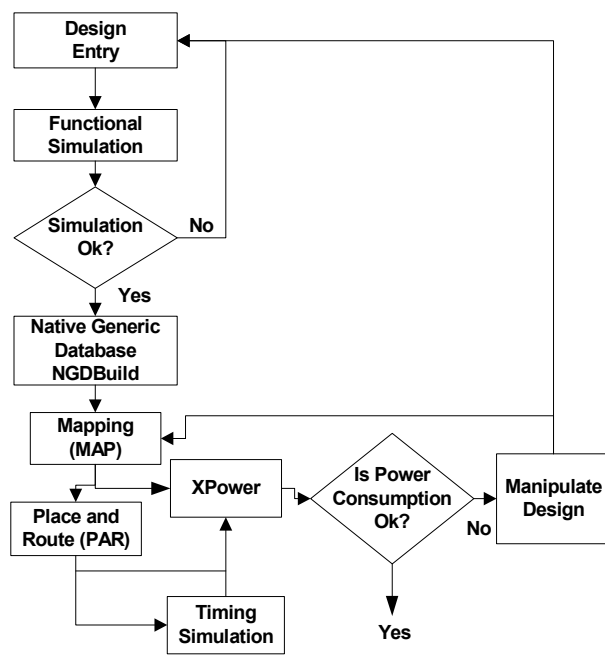 Design
Entry
Functional
Simulation
Simulation
Ok?
No
Yes
Native Generic
Database
NGDBuild
Mapping
(MAP)
XPower
Is Power
Consumption
Ok?
No
Manipulate
Design
Place and
Route (PAR)
Timing
Simulation
Yes